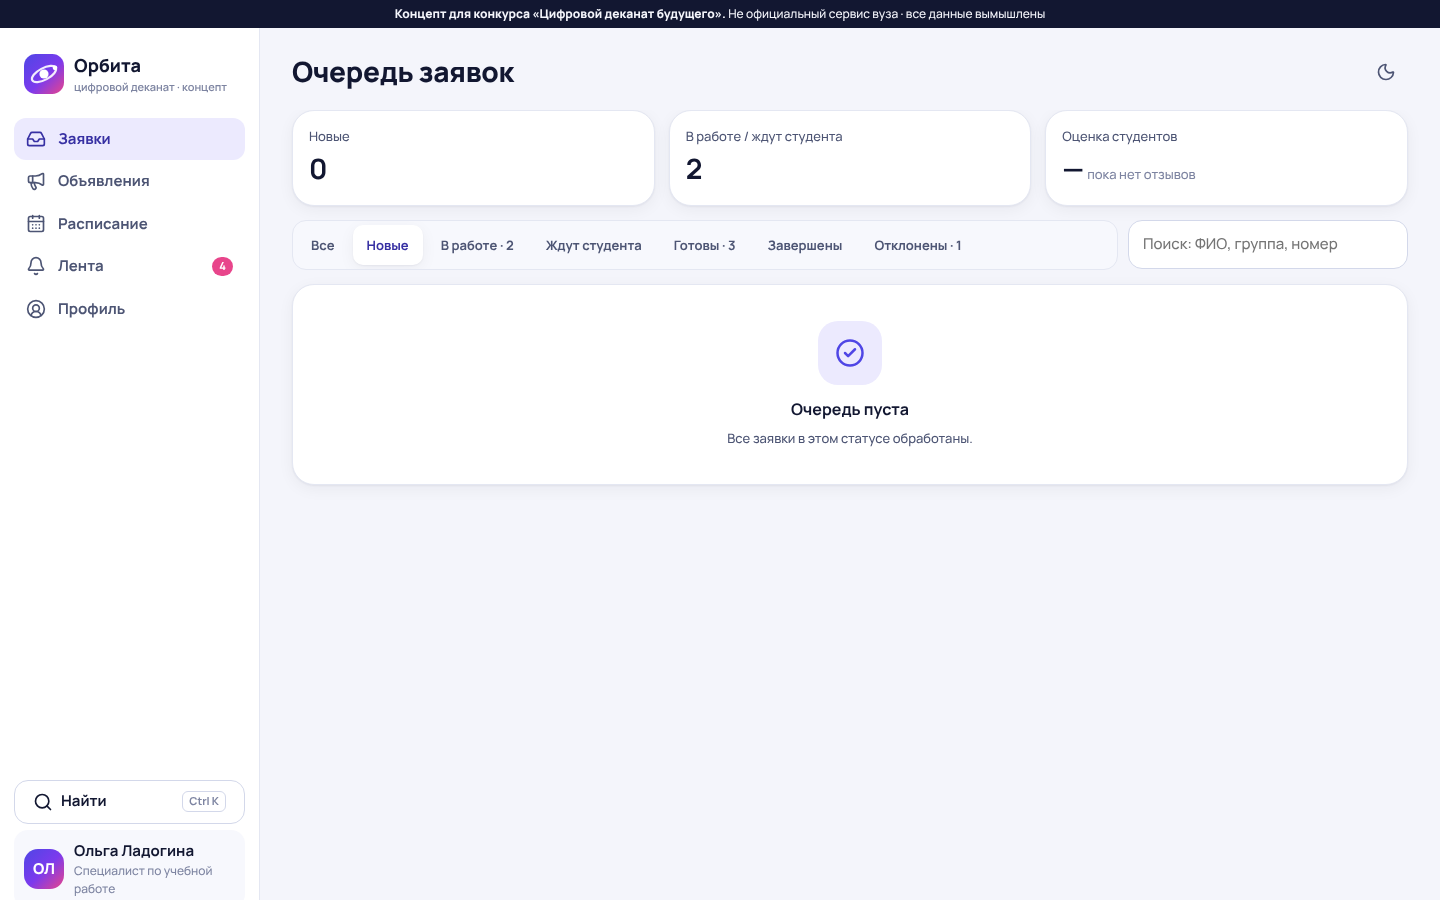 Концепт для конкурса «Цифровой деканат будущего». Не официальный сервис вуза · все данные вымышлены
Орбита
цифровой деканат · концепт
Заявки
Объявления
Расписание
Лента 4
Профиль
Найти Ctrl K
ОЛ
Ольга Ладогина
Специалист по учебной
работе
Очередь заявок
Новые
0
В работе / ждут студента
2
Оценка студентов
— пока нет отзывов
Все Новые В работе · 2 Ждут студента Готовы · 3 Завершены Отклонены · 1
Поиск: ФИО, группа, номер
Очередь пуста
Все заявки в этом статусе обработаны.